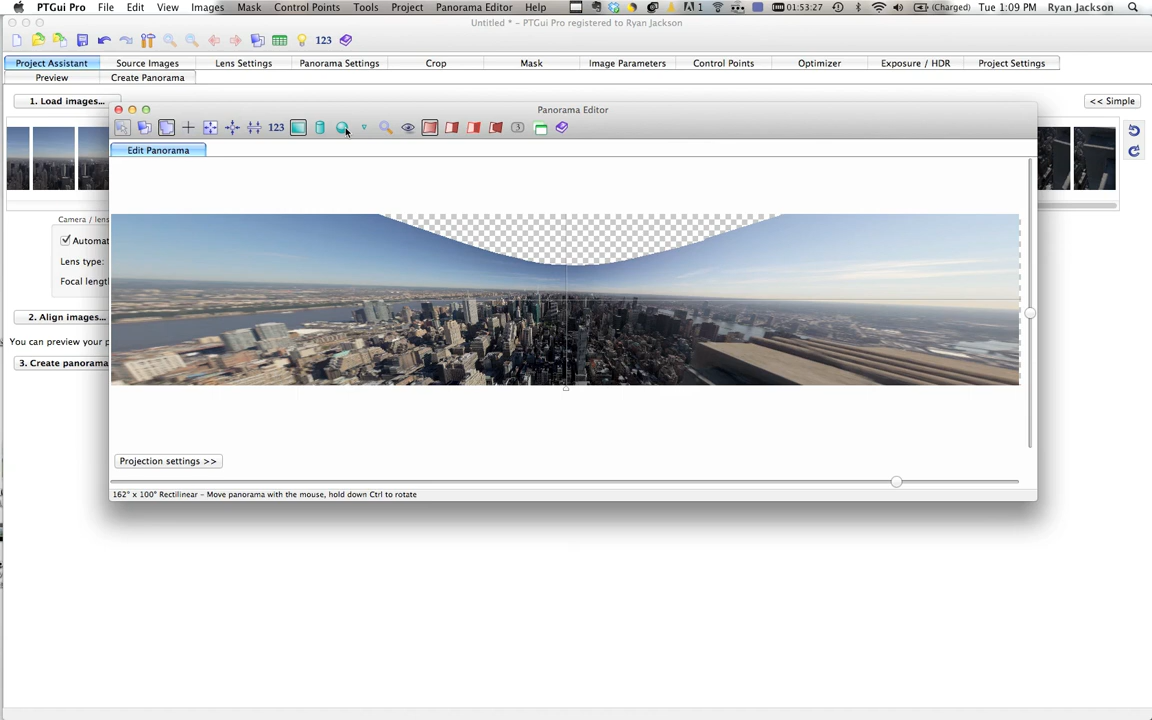 PTGui Pro File Edit View Images Mask Control Points Tools Project Panorama Editor Help 1 01:53:27 (Charged) Tue 1:09 PM Ryan Jackson
Untitled * – PTGui Pro registered to Ryan Jackson
123
Project Assistant Source Images Lens Settings Panorama Settings Crop Mask Image Parameters Control Points Optimizer Exposure / HDR Project Settings
Preview Create Panorama
1. Load images... << Simple
Panorama Editor
123 3
Edit Panorama
Camera / lens
Automat
Lens type:
Focal length
2. Align images...
You can preview your p
3. Create panorama
Projection settings >>
162° x 100° Rectilinear – Move panorama with the mouse, hold down Ctrl to rotate